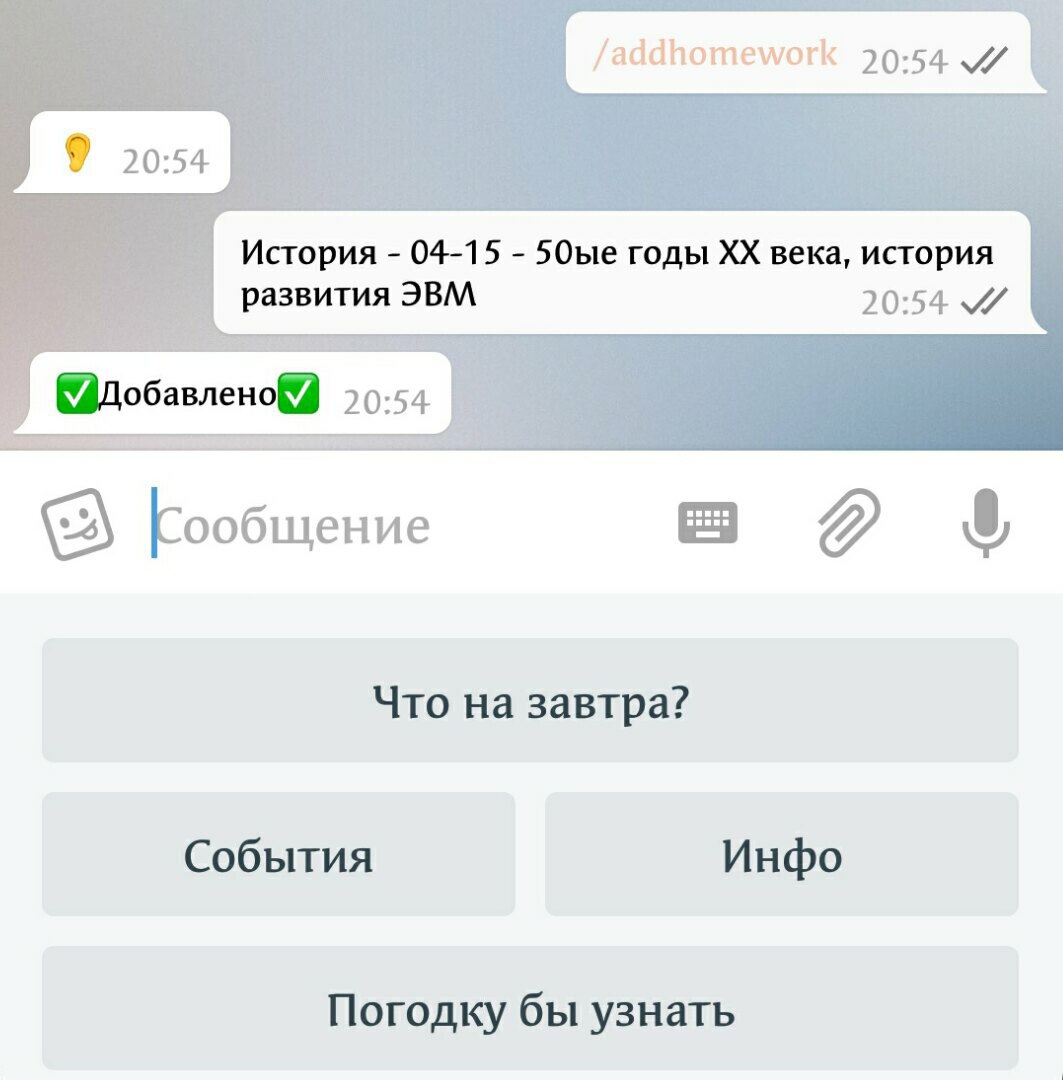 /addhomework 20:54
👂 20:54
История - 04-15 - 50ые годы XX века, история
развития ЭВМ 20:54
✅Добавлено✅ 20:54
Сообщение
Что на завтра?
События
Инфо
Погодку бы узнать